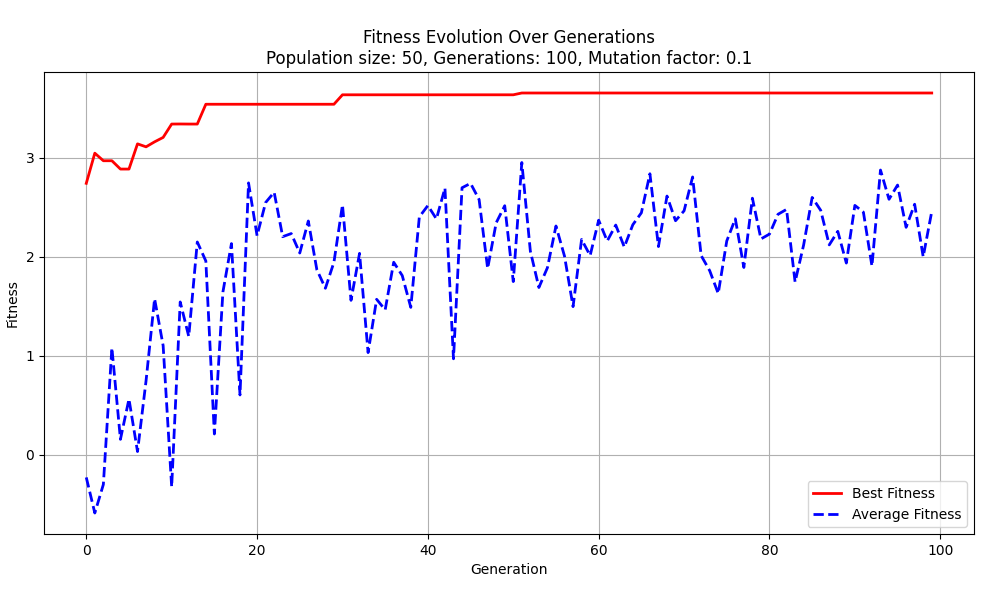 Fitness Evolution Over Generations
Population size: 50, Generations: 100, Mutation factor: 0.1
Fitness
3
2
1
0
0 20 40 60 80 100
Generation
Best Fitness
Average Fitness